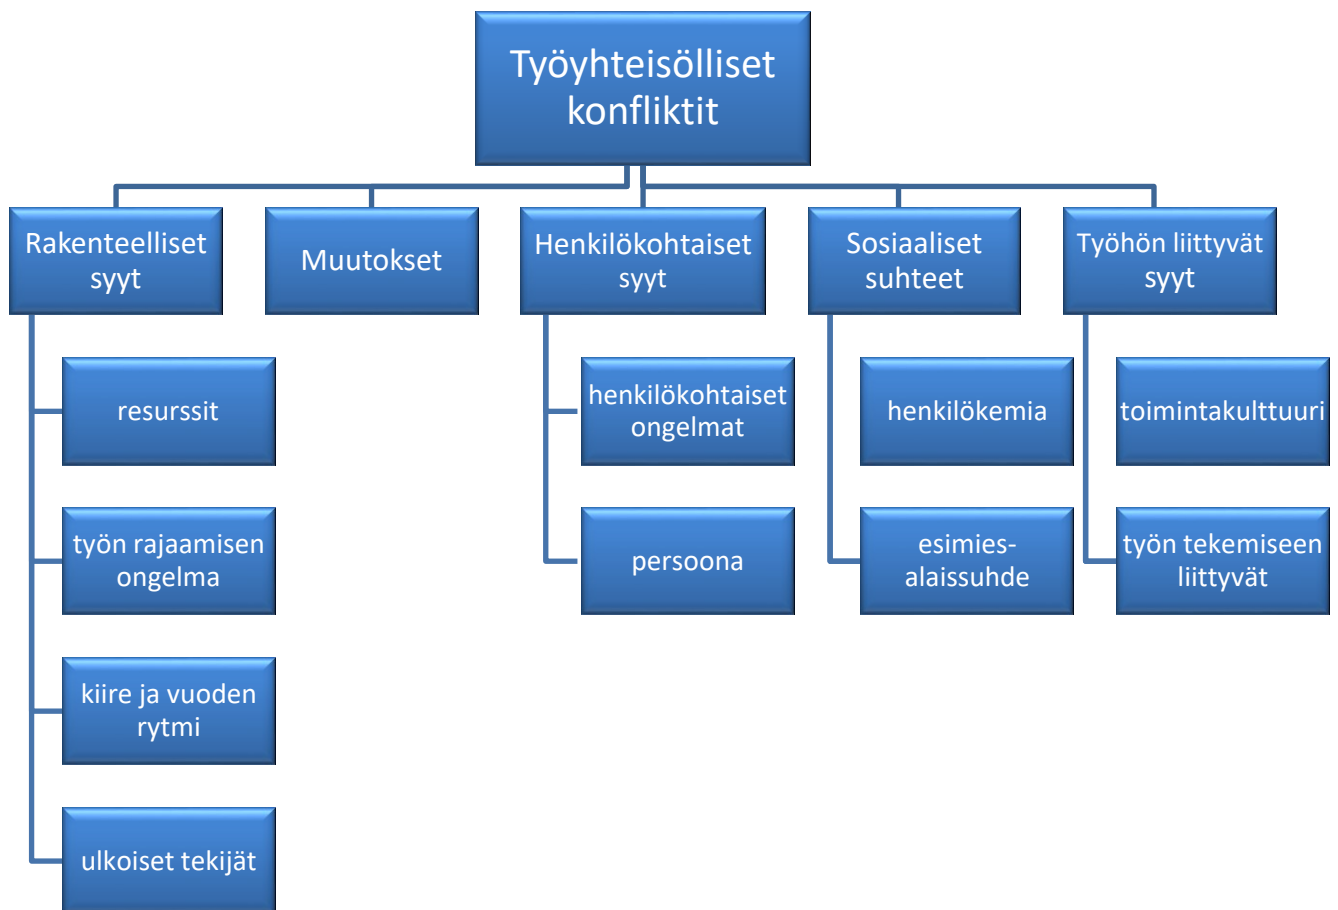 Työyhteisölliset
konfliktit
Rakenteelliset
syyt
Muutokset
Henkilökohtaiset
syyt
Sosiaaliset
suhteet
Työhön liittyvät
syyt
resurssit
henkilökohtaiset
ongelmat
henkilökemia
toimintakulttuuri
työn rajaamisen
ongelma
persoona
esimies-
alaissuhde
työn tekemiseen
liittyvät
kiire ja vuoden
rytmi
ulkoiset tekijät